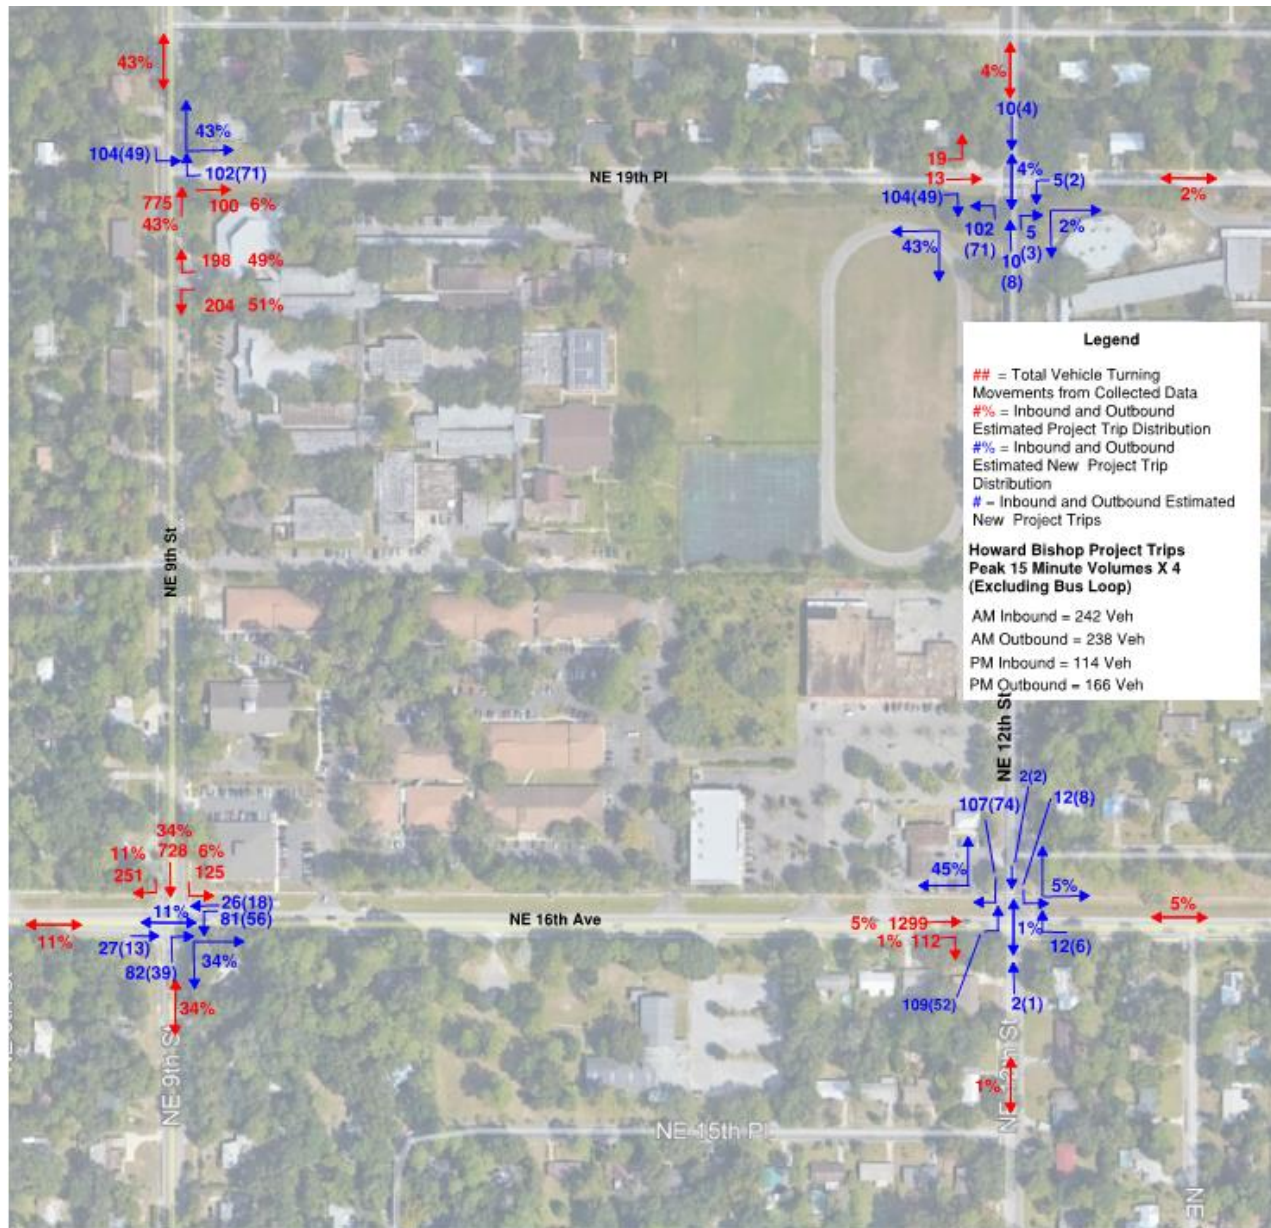 43%
4%
10(4)
43%
104(49)
102(71)
NE 19th Pl
19
13
4%
5(2)
2%
775
43%
100 6%
104(49)
102
(71)
5
(3)
2%
43%
10
(8)
198 49%
204 51%
Legend
## = Total Vehicle Turning
Movements from Collected Data
#% = Inbound and Outbound
Estimated Project Trip Distribution
#% = Inbound and Outbound
Estimated New Project Trip
Distribution
# = Inbound and Outbound Estimated
New Project Trips
Howard Bishop Project Trips
Peak 15 Minute Volumes X 4
(Excluding Bus Loop)
AM Inbound = 242 Veh
AM Outbound = 238 Veh
PM Inbound = 114 Veh
PM Outbound = 166 Veh
NE 9th St
NE 12th St
2(2)
107(74)
12(8)
34%
11% 728 6%
251 125
45%
5%
26(18)
11%
81(56)
NE 16th Ave
5% 1299
1% 112
1%
5%
11%
27(13)
82(39)
34%
12(6)
109(52)
2(1)
34%
NE 9th St
NE 12th St
1%
NE 15th Pl
NE